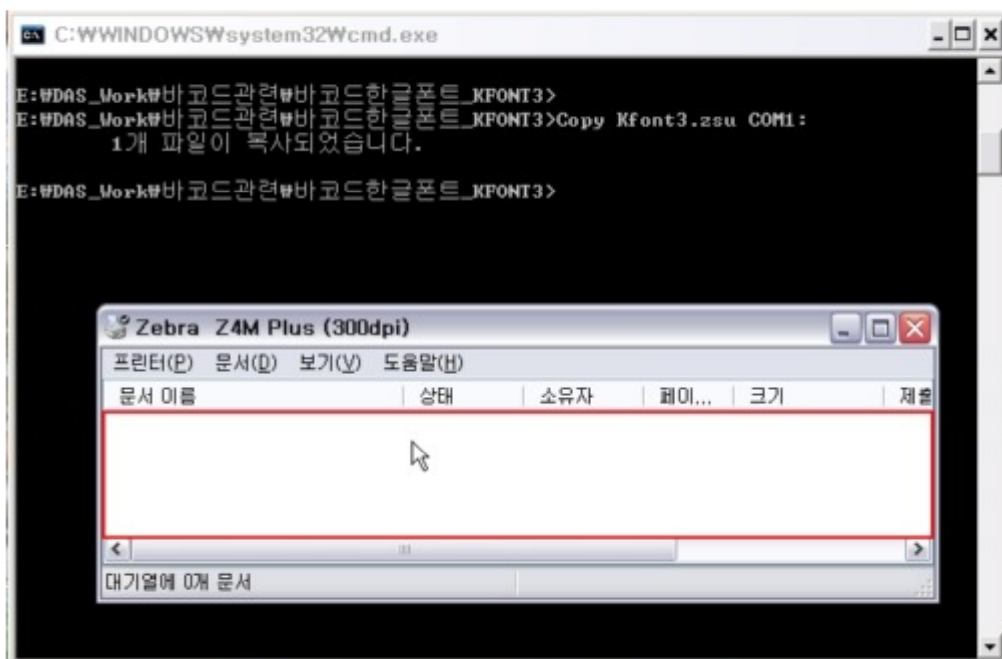 C:₩WINDOWS₩system32₩cmd.exe
E:₩DAS_Work₩바코드관련₩바코드한글폰트_KFONT3>
E:₩DAS_Work₩바코드관련₩바코드한글폰트_KFONT3>Copy Kfont3.zsu COM1:
1개 파일이 복사되었습니다.
E:₩DAS_Work₩바코드관련₩바코드한글폰트_KFONT3>
Zebra Z4M Plus (300dpi)
프린터(P) 문서(D) 보기(V) 도움말(H)
문서 이름 상태 소유자 페이... 크기 제출
대기열에 0개 문서